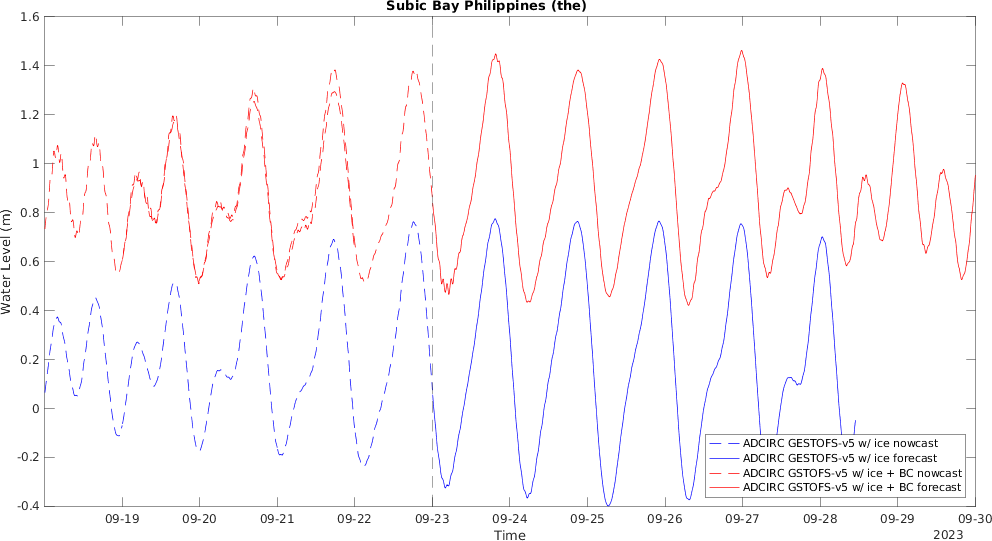 Subic Bay Philippines (the)
1.6
1.4
1.2
1
0.8
0.6
0.4
0.2
0
-0.2
-0.4
Water Level (m)
ADCIRC GESTOFS-v5 w/ ice nowcast
ADCIRC GESTOFS-v5 w/ ice forecast
ADCIRC GSTOFS-v5 w/ ice + BC nowcast
ADCIRC GSTOFS-v5 w/ ice + BC forecast
09-19 09-20 09-21 09-22 09-23 09-24 09-25 09-26 09-27 09-28 09-29 09-30
Time
2023